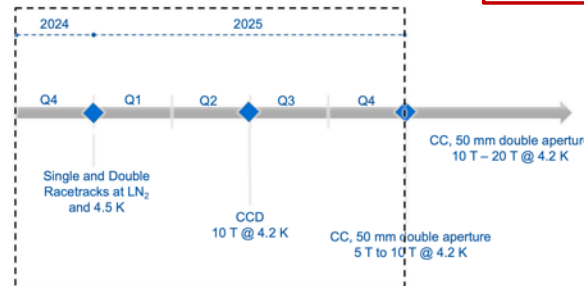 2024
2025
Q4
Q1
Q2
Q3
Q4
Single and Double
Racetracks at LN₂
and 4.5 K
CCD
10 T @ 4.2 K
CC, 50 mm double aperture
5 T to 10 T @ 4.2 K
CC, 50 mm double aperture
10 T – 20 T @ 4.2 K